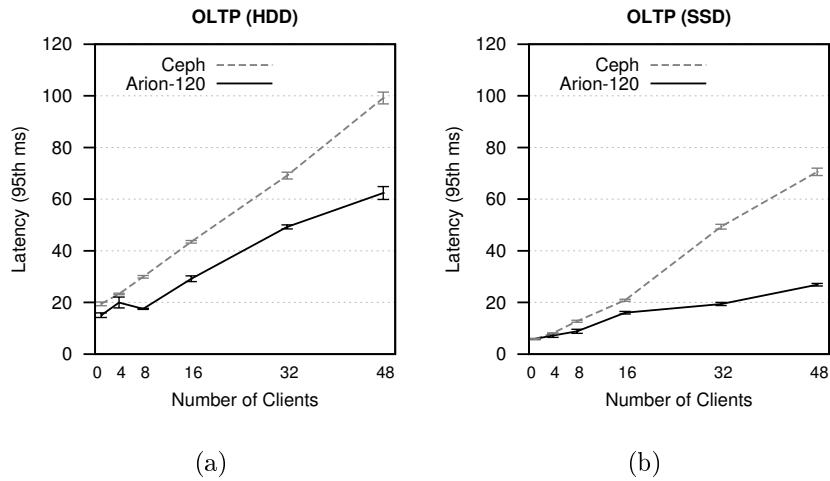 OLTP (HDD)
120
100
80
60
40
20
0
Latency (95th ms)
Ceph
Arion-120
0 4 8 16 32 48
Number of Clients
(a)
OLTP (SSD)
120
100
80
60
40
20
0
Latency (95th ms)
Ceph
Arion-120
0 4 8 16 32 48
Number of Clients
(b)